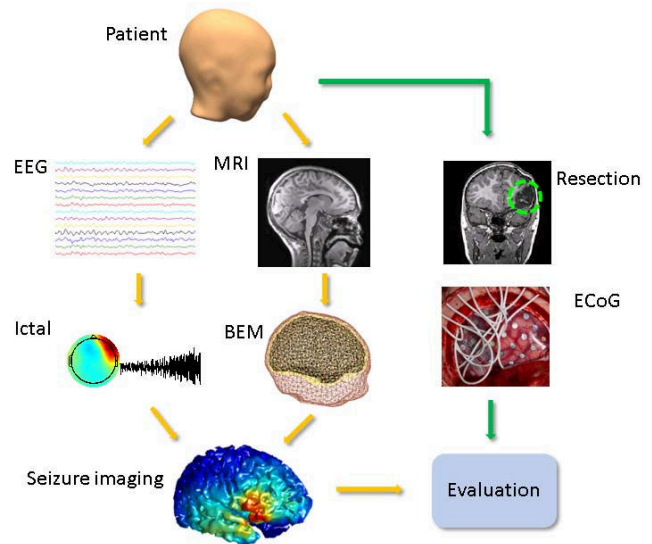 Patient
EEG
MRI
Resection
Ictal
BEM
ECoG
Seizure imaging
Evaluation